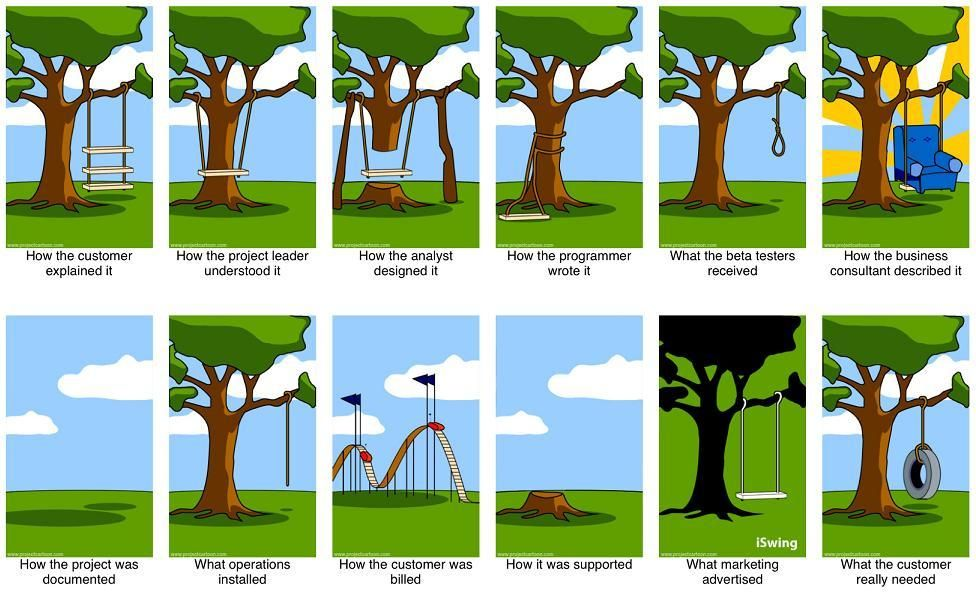 www.projectcartoon.com
www.projectcartoon.com
www.projectcartoon.com
www.projectcartoon.com
www.projectcartoon.com
www.projectcartoon.com
How the customer
explained it
How the project leader
understood it
How the analyst
designed it
How the programmer
wrote it
What the beta testers
received
How the business
consultant described it
iSwing
www.projectcartoon.com
www.projectcartoon.com
www.projectcartoon.com
www.projectcartoon.com
www.projectcartoon.com
www.projectcartoon.com
How the project was
documented
What operations
installed
How the customer was
billed
How it was supported
What marketing
advertised
What the customer
really needed